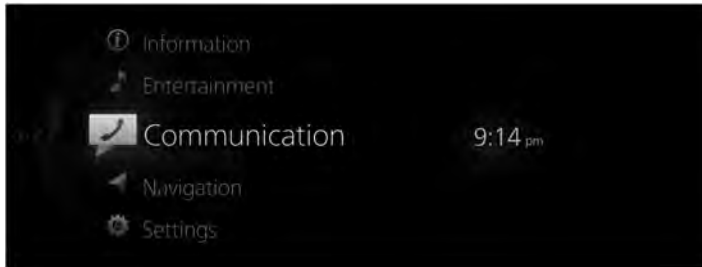 Information
Entertainment
Communication
9:14 pm
Navigation
Settings